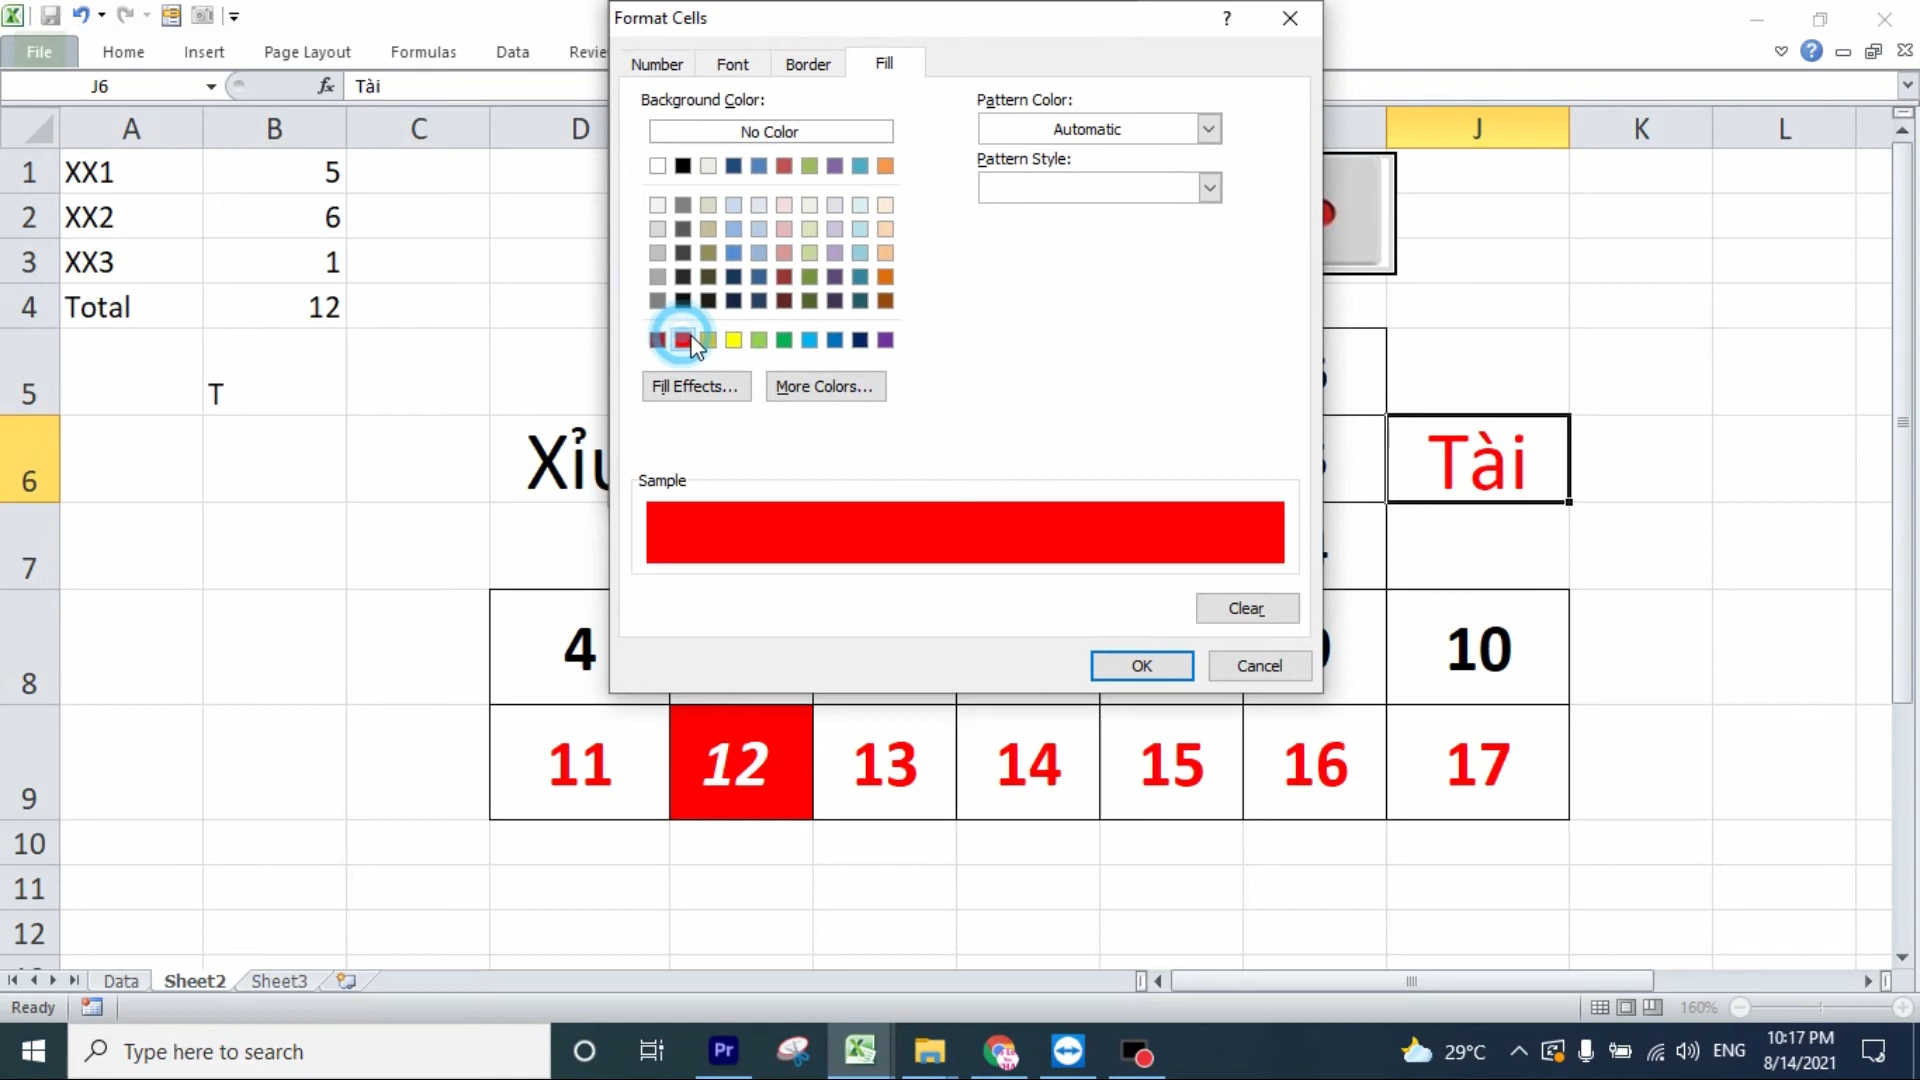 Format Cells
File Home Insert Page Layout Formulas Data
J6 fx Tài
Number Font Border Fill
Background Color: Pattern Color:
No Color Automatic
Pattern Style:
Fill Effects... More Colors...
Sample
Clear
OK Cancel
A B C D J K L
1 XX1 5
2 XX2 6
3 XX3 1
4 Total 12
5 T
6 Tài
7
8 4 10
9 11 12 13 14 15 16 17
10
11
12
Data Sheet2 Sheet3
Ready 160%
Type here to search
Pr
29°C ENG
10:17 PM
8/14/2021